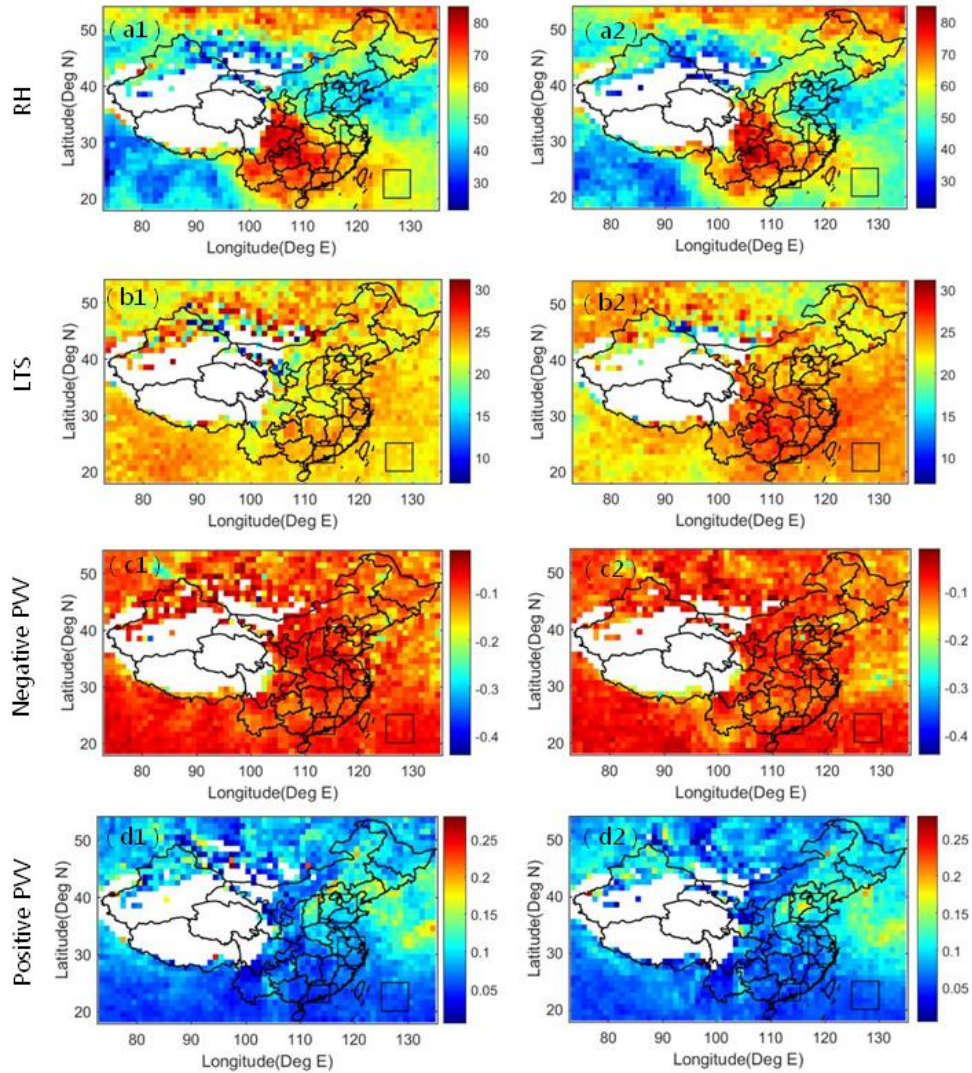 RH
( a1 )
50
40
30
20
Latitude(Deg N)
80 90 100 110 120 130
Longitude(Deg E)
80
70
60
50
40
30
( a2 )
50
40
30
20
Latitude(Deg N)
80 90 100 110 120 130
Longitude(Deg E)
80
70
60
50
40
30
LTS
( b1 )
50
40
30
20
Latitude(Deg N)
80 90 100 110 120 130
Longitude(Deg E)
30
25
20
15
10
( b2 )
50
40
30
20
Latitude(Deg N)
80 90 100 110 120 130
Longitude(Deg E)
30
25
20
15
10
Negative PVV
( c1 )
50
40
30
20
Latitude(Deg N)
80 90 100 110 120 130
Longitude(Deg E)
-0.1
-0.2
-0.3
-0.4
( c2 )
50
40
30
20
Latitude(Deg N)
80 90 100 110 120 130
Longitude(Deg E)
-0.1
-0.2
-0.3
-0.4
Positive PVV
( d1 )
50
40
30
20
Latitude(Deg N)
80 90 100 110 120 130
Longitude(Deg E)
0.25
0.2
0.15
0.1
0.05
( d2 )
50
40
30
20
Latitude(Deg N)
80 90 100 110 120 130
Longitude(Deg E)
0.25
0.2
0.15
0.1
0.05